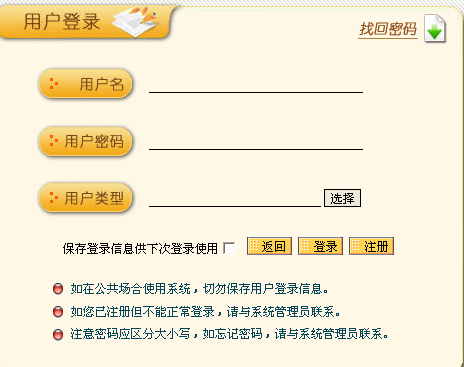 用户登录
找回密码
用户名
用户密码
用户类型
选择
保存登录信息供下次登录使用 返回 登录 注册
如在公共场合使用系统，切勿保存用户登录信息。
如您已注册但不能正常登录，请与系统管理员联系。
注意密码应区分大小写，如忘记密码，请与系统管理员联系。